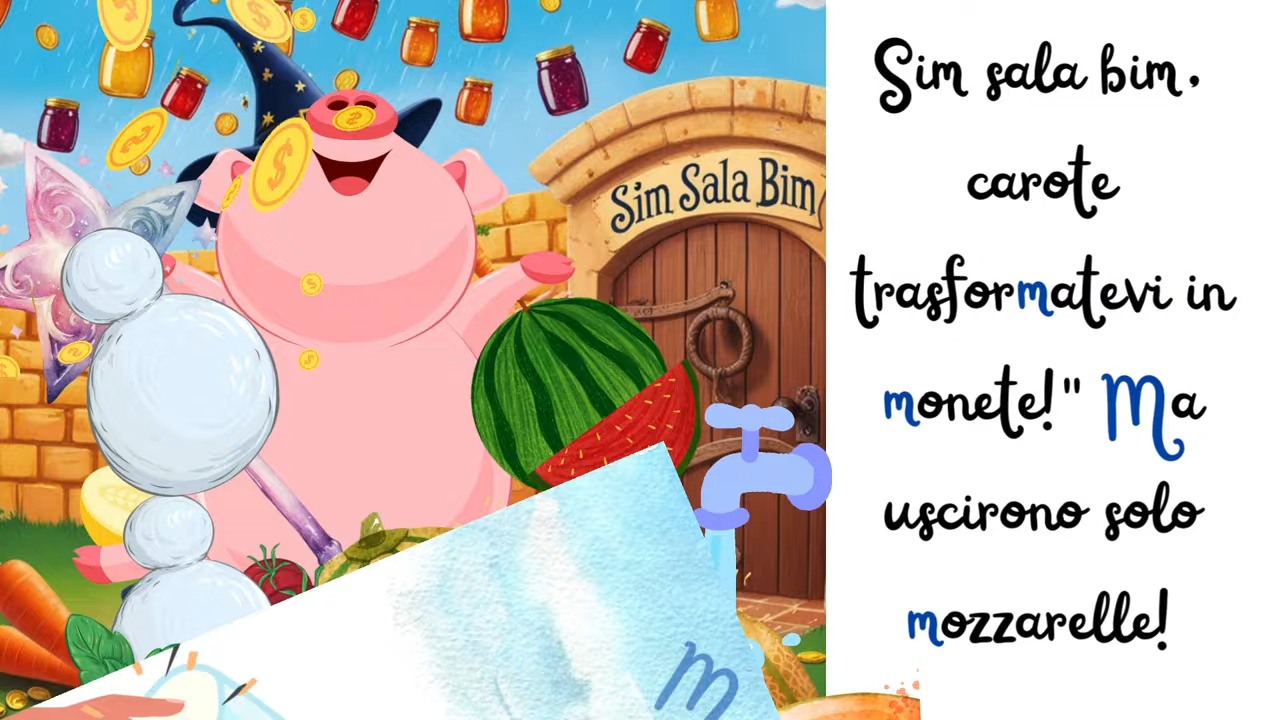 Sim Sala Bim
Sim sala bim,
carote
trasformatevi in
monete!" Ma
uscirono solo
mozzarelle!
m